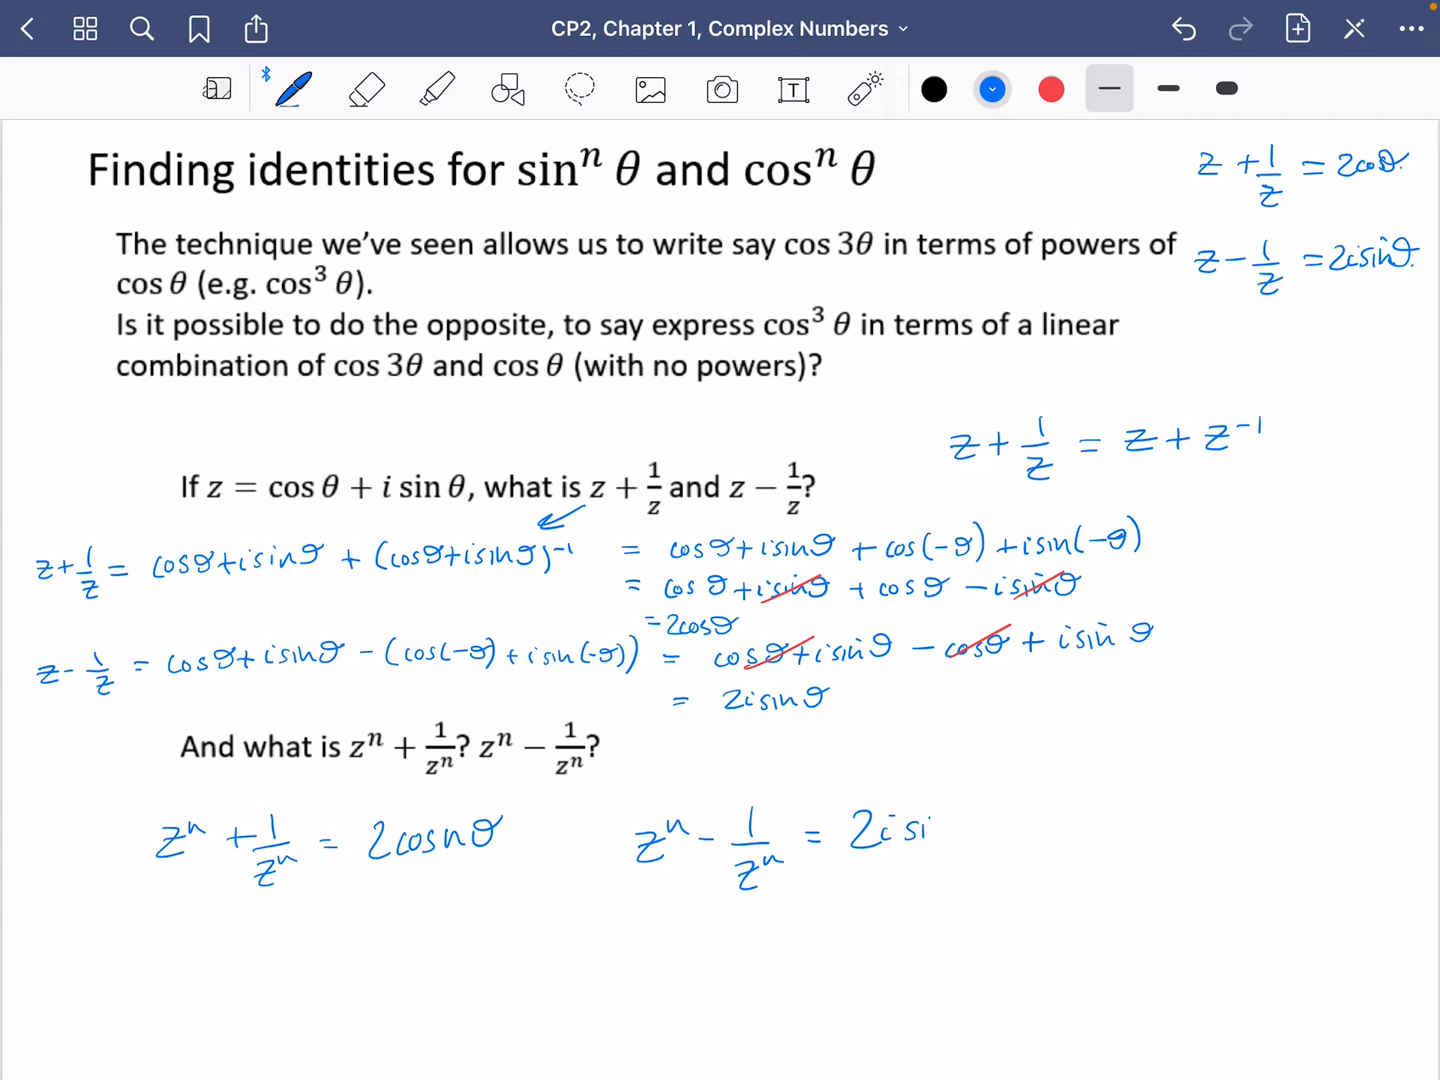 CP2, Chapter 1, Complex Numbers
Finding identities for sinⁿ θ and cosⁿ θ
z + 1/z = 2cosθ.
The technique we've seen allows us to write say cos 3θ in terms of powers of
cos θ (e.g. cos³ θ).
z - 1/z = 2isinθ.
Is it possible to do the opposite, to say express cos³ θ in terms of a linear
combination of cos 3θ and cos θ (with no powers)?
z + 1/z = z + z⁻¹
If z = cos θ + i sin θ, what is z + 1/z and z − 1/z?
z + 1/z = cosθ + isinθ + (cosθ + isinθ)⁻¹ = cosθ + isinθ + cos(-θ) + isin(-θ)
= cosθ + isinθ + cosθ - isinθ
= 2cosθ
z - 1/z = cosθ + isinθ - (cos(-θ) + isin(-θ)) = cosθ + isinθ - cosθ + isinθ
= 2isinθ
And what is zⁿ + 1/zⁿ? zⁿ − 1/zⁿ?
zⁿ + 1/zⁿ = 2cosnθ
zⁿ - 1/zⁿ = 2isi